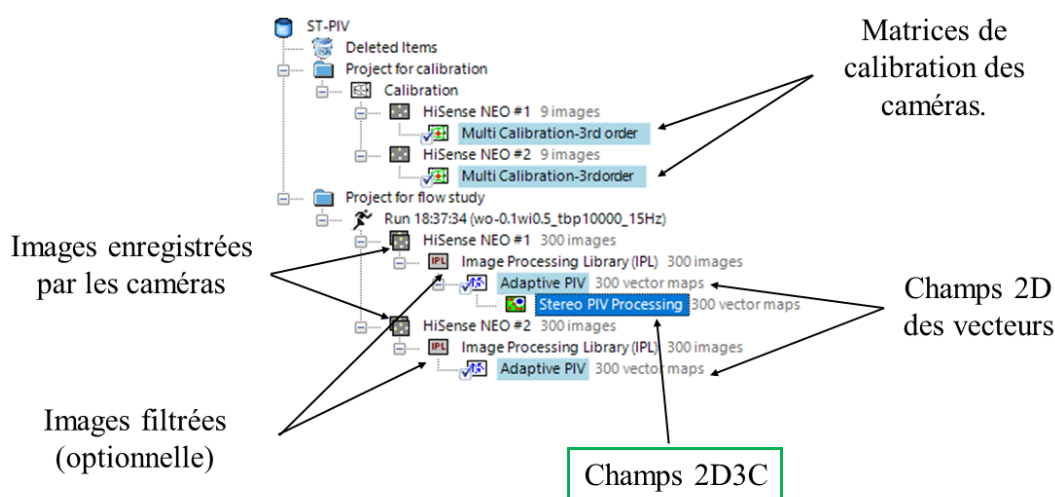 ST-PIV
Deleted Items
Project for calibration
Calibration
HiSense NEO #1 9 images
Multi Calibration-3rd order
HiSense NEO #2 9 images
Multi Calibration-3rdorder
Project for flow study
Run 18:37:34 (wo-0.1wi0.5_tbp10000_15Hz)
HiSense NEO #1 300 images
IPL Image Processing Library (IPL) 300 images
Adaptive PIV 300 vector maps
Stereo PIV Processing 300 vector maps
HiSense NEO #2 300 images
IPL Image Processing Library (IPL) 300 images
Adaptive PIV 300 vector maps
Matrices de
calibration des
caméras.
Images enregistrées
par les caméras
Champs 2D
des vecteurs
Images filtrées
(optionnelle)
Champs 2D3C